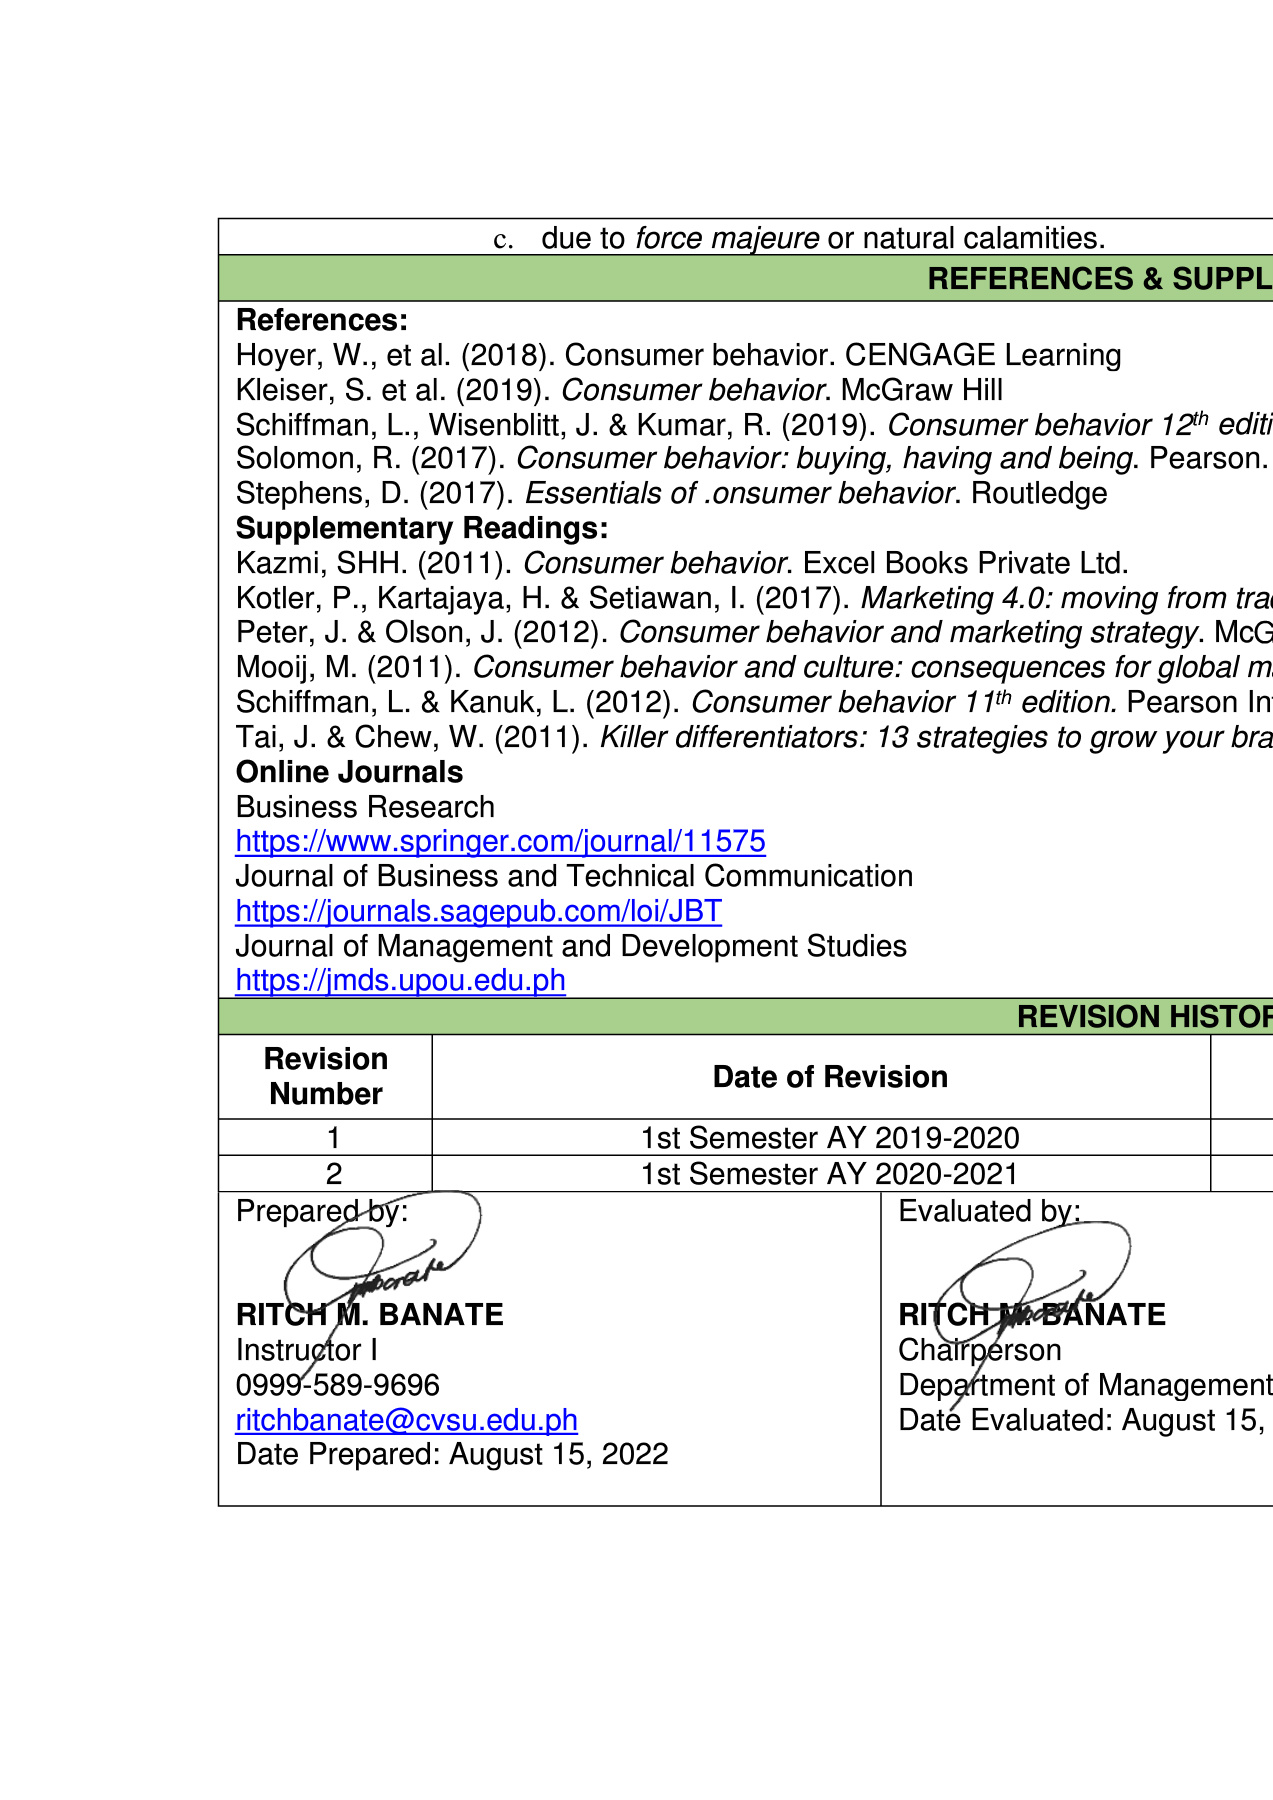 c. due to force majeure or natural calamities.
REFERENCES & SUPPL
References:
Hoyer, W., et al. (2018). Consumer behavior. CENGAGE Learning
Kleiser, S. et al. (2019). Consumer behavior. McGraw Hill
Schiffman, L., Wisenblitt, J. & Kumar, R. (2019). Consumer behavior 12th editi
Solomon, R. (2017). Consumer behavior: buying, having and being. Pearson.
Stephens, D. (2017). Essentials of .onsumer behavior. Routledge
Supplementary Readings:
Kazmi, SHH. (2011). Consumer behavior. Excel Books Private Ltd.
Kotler, P., Kartajaya, H. & Setiawan, I. (2017). Marketing 4.0: moving from trad
Peter, J. & Olson, J. (2012). Consumer behavior and marketing strategy. McG
Mooij, M. (2011). Consumer behavior and culture: consequences for global ma
Schiffman, L. & Kanuk, L. (2012). Consumer behavior 11th edition. Pearson Int
Tai, J. & Chew, W. (2011). Killer differentiators: 13 strategies to grow your bra
Online Journals
Business Research
https://www.springer.com/journal/11575
Journal of Business and Technical Communication
https://journals.sagepub.com/loi/JBT
Journal of Management and Development Studies
https://jmds.upou.edu.ph
REVISION HISTOR
Revision Number
Date of Revision
1 1st Semester AY 2019-2020
2 1st Semester AY 2020-2021
Prepared by:
RITCH M. BANATE
Instructor I
0999-589-9696
ritchbanate@cvsu.edu.ph
Date Prepared: August 15, 2022
Evaluated by:
RITCH M. BANATE
Chairperson
Department of Management
Date Evaluated: August 15,